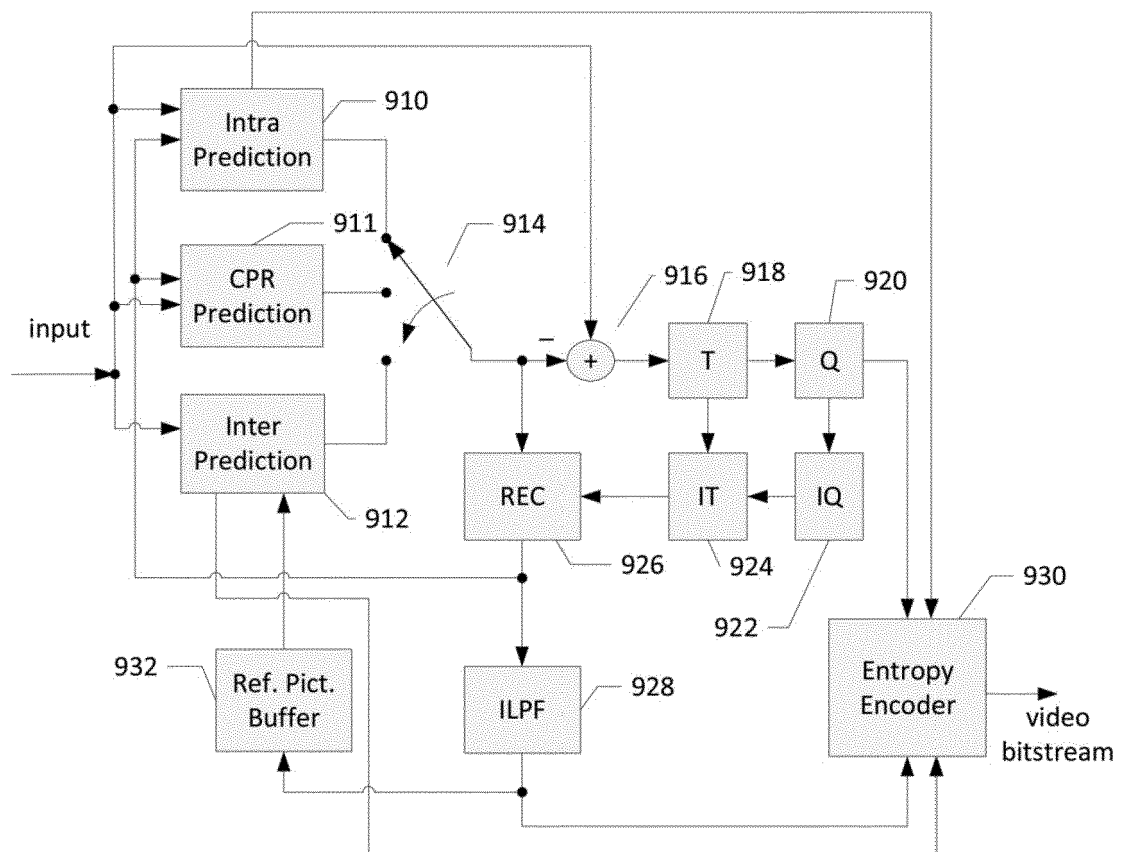 910
Intra
Prediction
911
914
CPR
Prediction
916
918
920
input
−
+
T
Q
Inter
Prediction
912
REC
IT
IQ
926
924
922
930
932
Ref. Pict.
Buffer
928
ILPF
Entropy
Encoder
video
bitstream